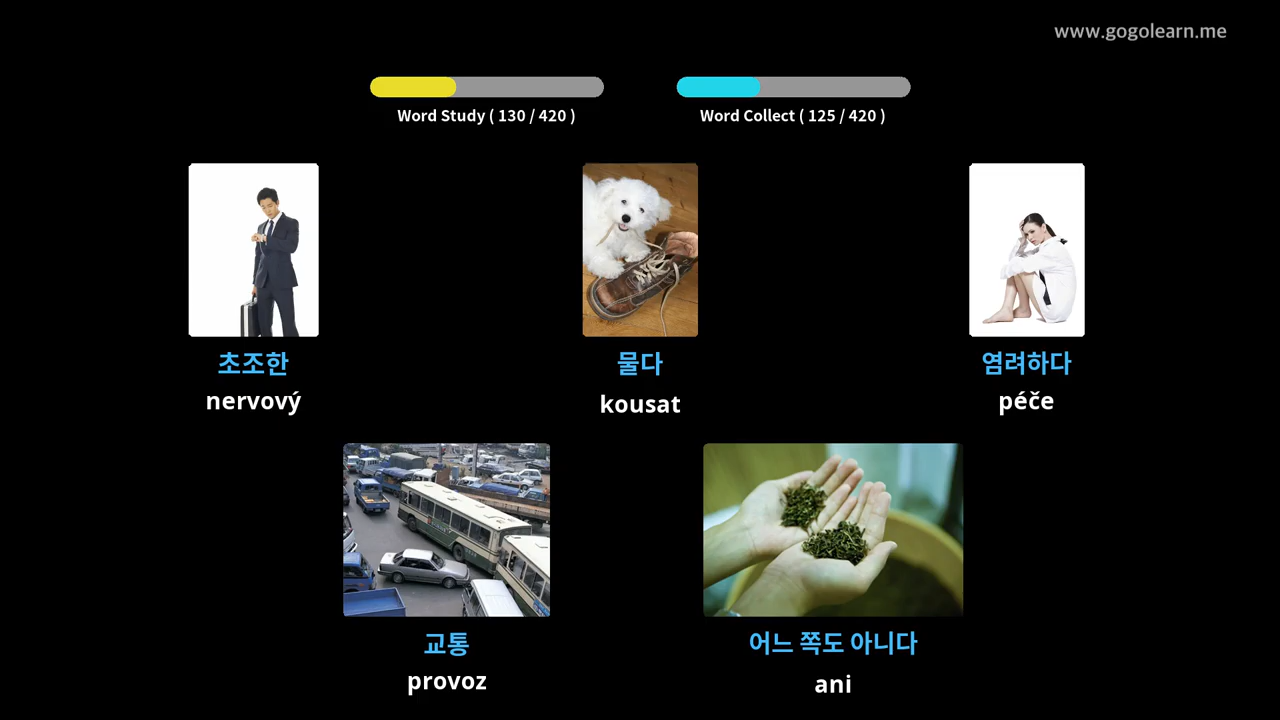 www.gogolearn.me
Word Study ( 130 / 420 )
Word Collect ( 125 / 420 )
초조한
nervový
물다
kousat
염려하다
péče
교통
provoz
어느 쪽도 아니다
ani